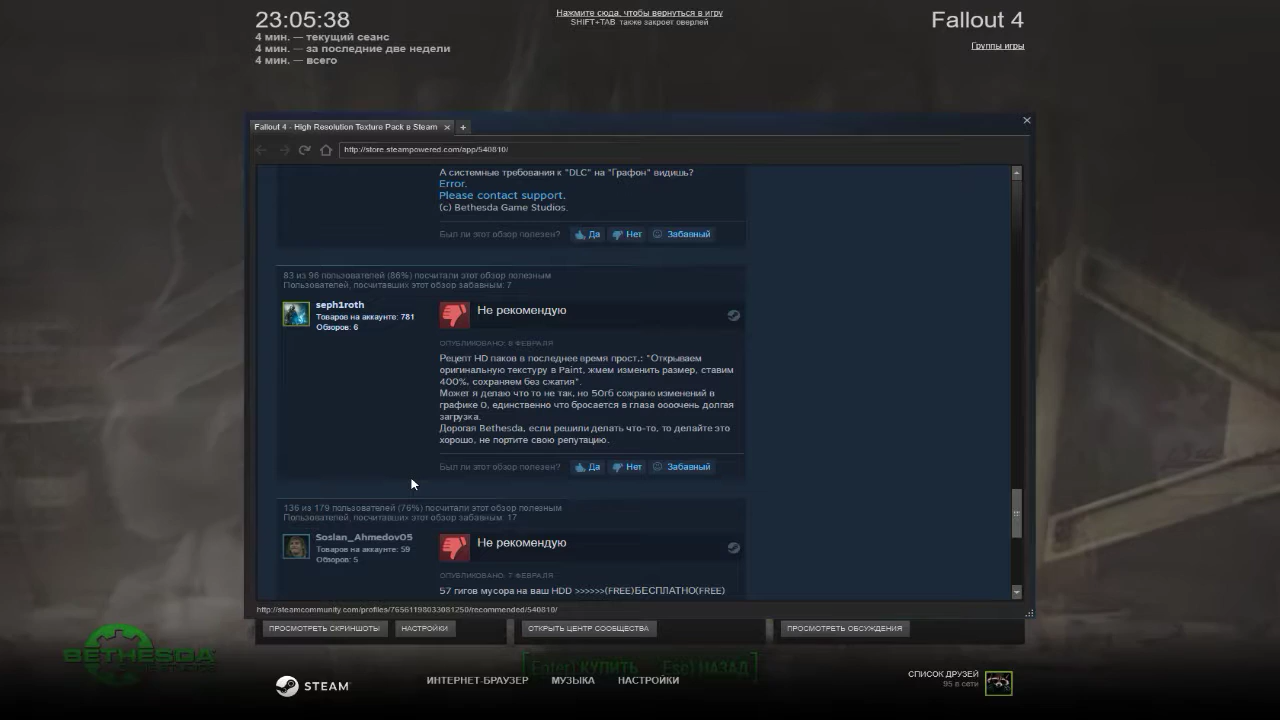 23:05:38
4 мин. — текущий сеанс
4 мин. — за последние две недели
4 мин. — всего
Нажмите сюда, чтобы вернуться в игру
SHIFT+TAB также закроет оверлей
Fallout 4
Группы игры
Fallout 4 - High Resolution Texture Pack в Steam
http://store.steampowered.com/app/540810/
А системные требования к "DLC" на "Графон" видишь?
Error.
Please contact support.
(c) Bethesda Game Studios.
Был ли этот обзор полезен? Да Нет Забавный
83 из 96 пользователей (86%) посчитали этот обзор полезным
Пользователей, посчитавших этот обзор забавным: 7
seph1roth
Товаров на аккаунте: 781
Обзоров: 6
Не рекомендую
ОПУБЛИКОВАНО: 8 ФЕВРАЛЯ
Рецепт HD паков в последнее время прост.: "Открываем
оригинальную текстуру в Paint, жмем изменить размер, ставим
400%, сохраняем без сжатия".
Может я делаю что то не так, но 50гб сожрано изменений в
графике 0, единственно что бросается в глаза оооочень долгая
загрузка.
Дорогая Bethesda, если решили делать что-то, то делайте это
хорошо, не портите свою репутацию.
Был ли этот обзор полезен? Да Нет Забавный
136 из 179 пользователей (76%) посчитали этот обзор полезным
Пользователей, посчитавших этот обзор забавным: 17
Soslan_Ahmedov05
Товаров на аккаунте: 59
Обзоров: 5
Не рекомендую
ОПУБЛИКОВАНО: 7 ФЕВРАЛЯ
57 гигов мусора на ваш HDD >>>>>>(FREE)БЕСПЛАТНО(FREE)
http://steamcommunity.com/profiles/76561198033081250/recommended/540810/
ПРОСМОТРЕТЬ СКРИНШОТЫ НАСТРОЙКИ ОТКРЫТЬ ЦЕНТР СООБЩЕСТВА ПРОСМОТРЕТЬ ОБСУЖДЕНИЯ
BETHESDA
Enter) КУПИТЬ Esc) НАЗАД
STEAM
ИНТЕРНЕТ-БРАУЗЕР МУЗЫКА НАСТРОЙКИ
СПИСОК ДРУЗЕЙ
95 в сети